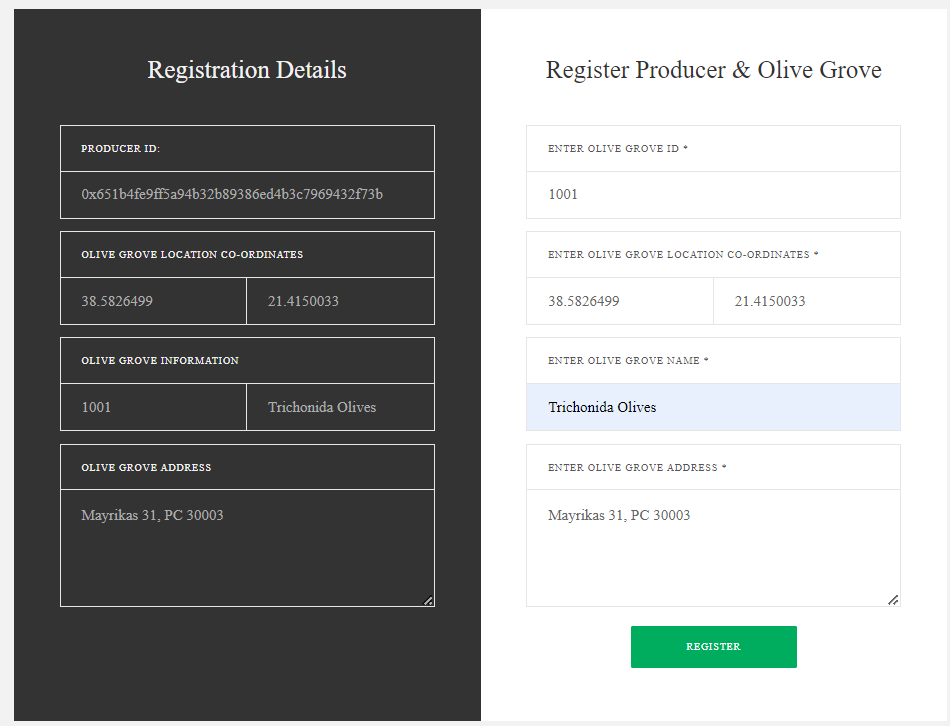 Registration Details
PRODUCER ID:
0x651b4fe9ff5a94b32b89386ed4b3c7969432f73b
OLIVE GROVE LOCATION CO-ORDINATES
38.5826499 21.4150033
OLIVE GROVE INFORMATION
1001 Trichonida Olives
OLIVE GROVE ADDRESS
Mayrikas 31, PC 30003
Register Producer & Olive Grove
ENTER OLIVE GROVE ID *
1001
ENTER OLIVE GROVE LOCATION CO-ORDINATES *
38.5826499 21.4150033
ENTER OLIVE GROVE NAME *
Trichonida Olives
ENTER OLIVE GROVE ADDRESS *
Mayrikas 31, PC 30003
REGISTER